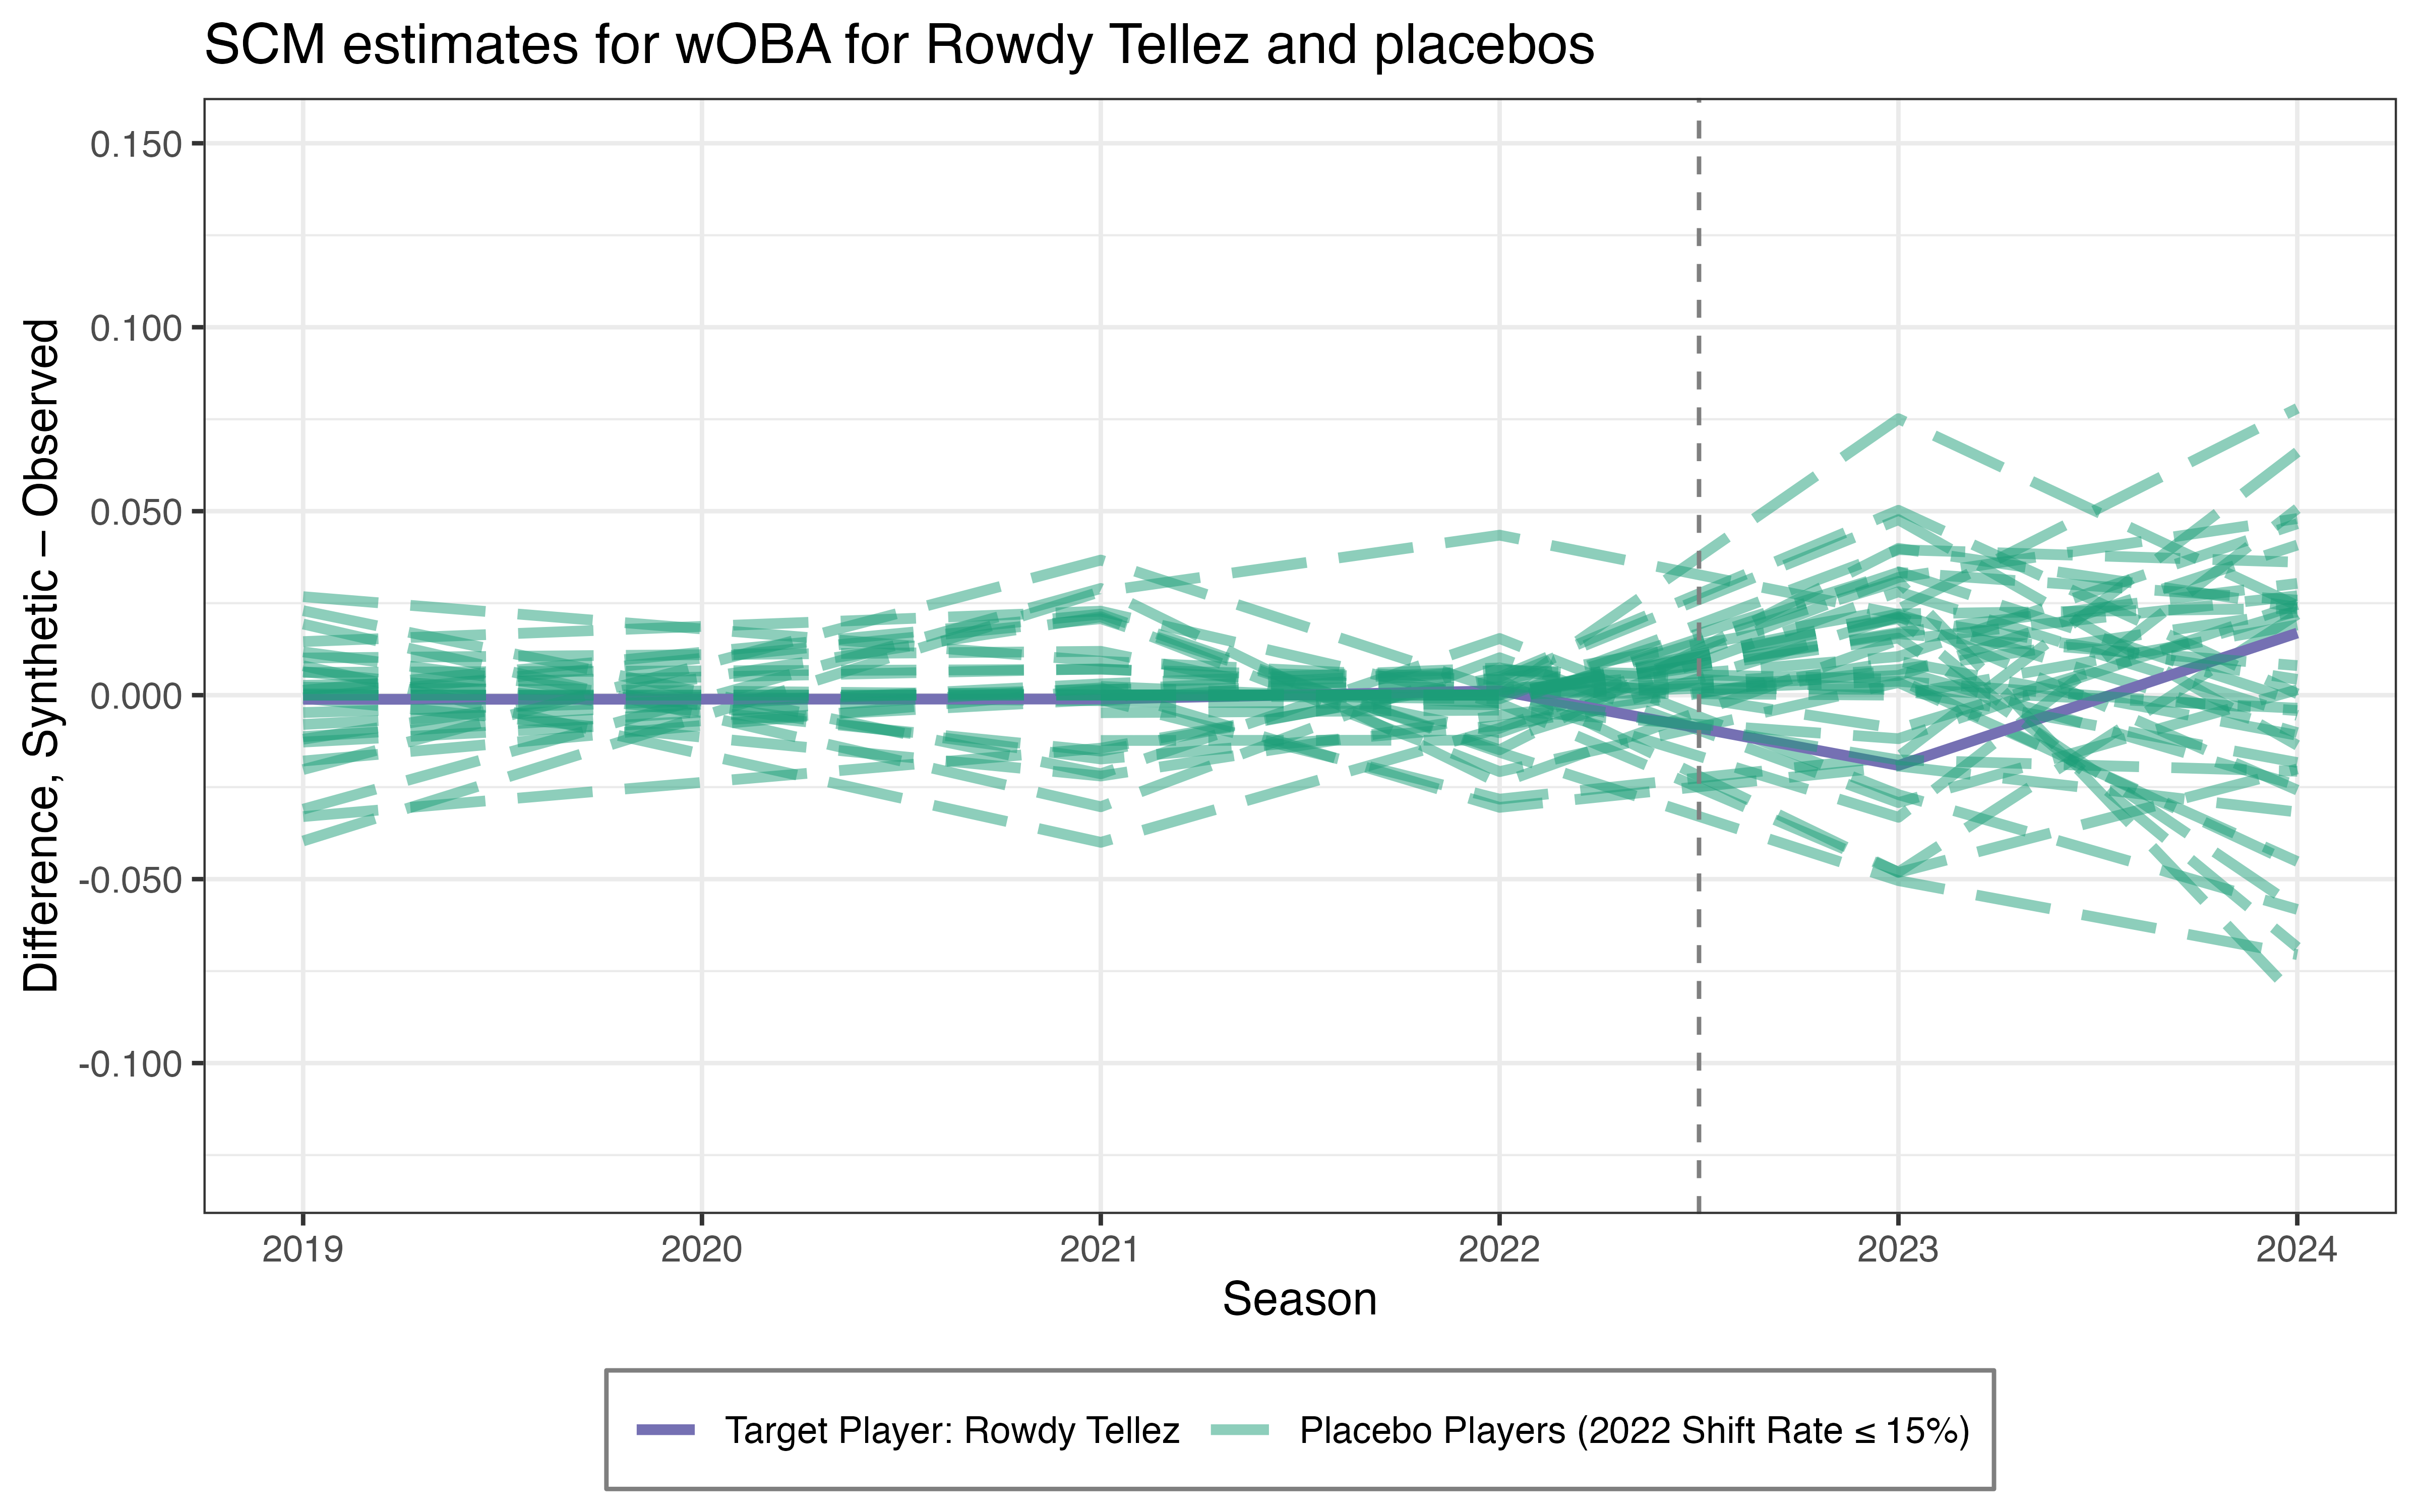 SCM estimates for wOBA for Rowdy Tellez and placebos
Difference, Synthetic − Observed
0.150
0.100
0.050
0.000
-0.050
-0.100
2019 2020 2021 2022 2023 2024
Season
Target Player: Rowdy Tellez Placebo Players (2022 Shift Rate ≤ 15%)